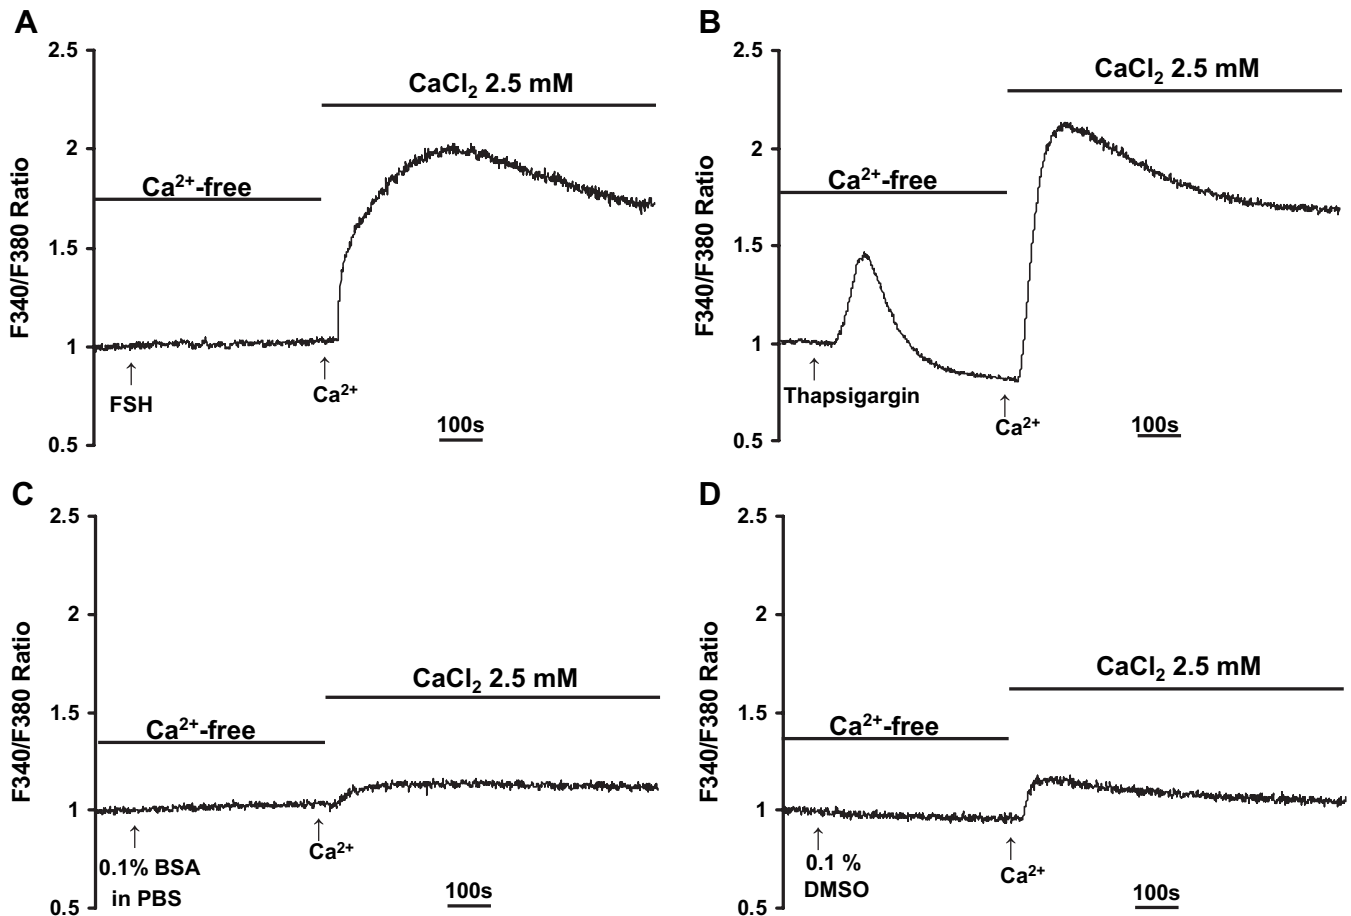 A
2.5
2
1.5
1
0.5
F340/F380 Ratio
CaCl₂ 2.5 mM
Ca²⁺-free
FSH
Ca²⁺
100s
B
2.5
2
1.5
1
0.5
F340/F380 Ratio
CaCl₂ 2.5 mM
Ca²⁺-free
Thapsigargin
Ca²⁺
100s
C
2.5
2
1.5
1
0.5
F340/F380 Ratio
CaCl₂ 2.5 mM
Ca²⁺-free
0.1% BSA
in PBS
Ca²⁺
100s
D
2.5
2
1.5
1
0.5
F340/F380 Ratio
CaCl₂ 2.5 mM
Ca²⁺-free
0.1 %
DMSO
Ca²⁺
100s